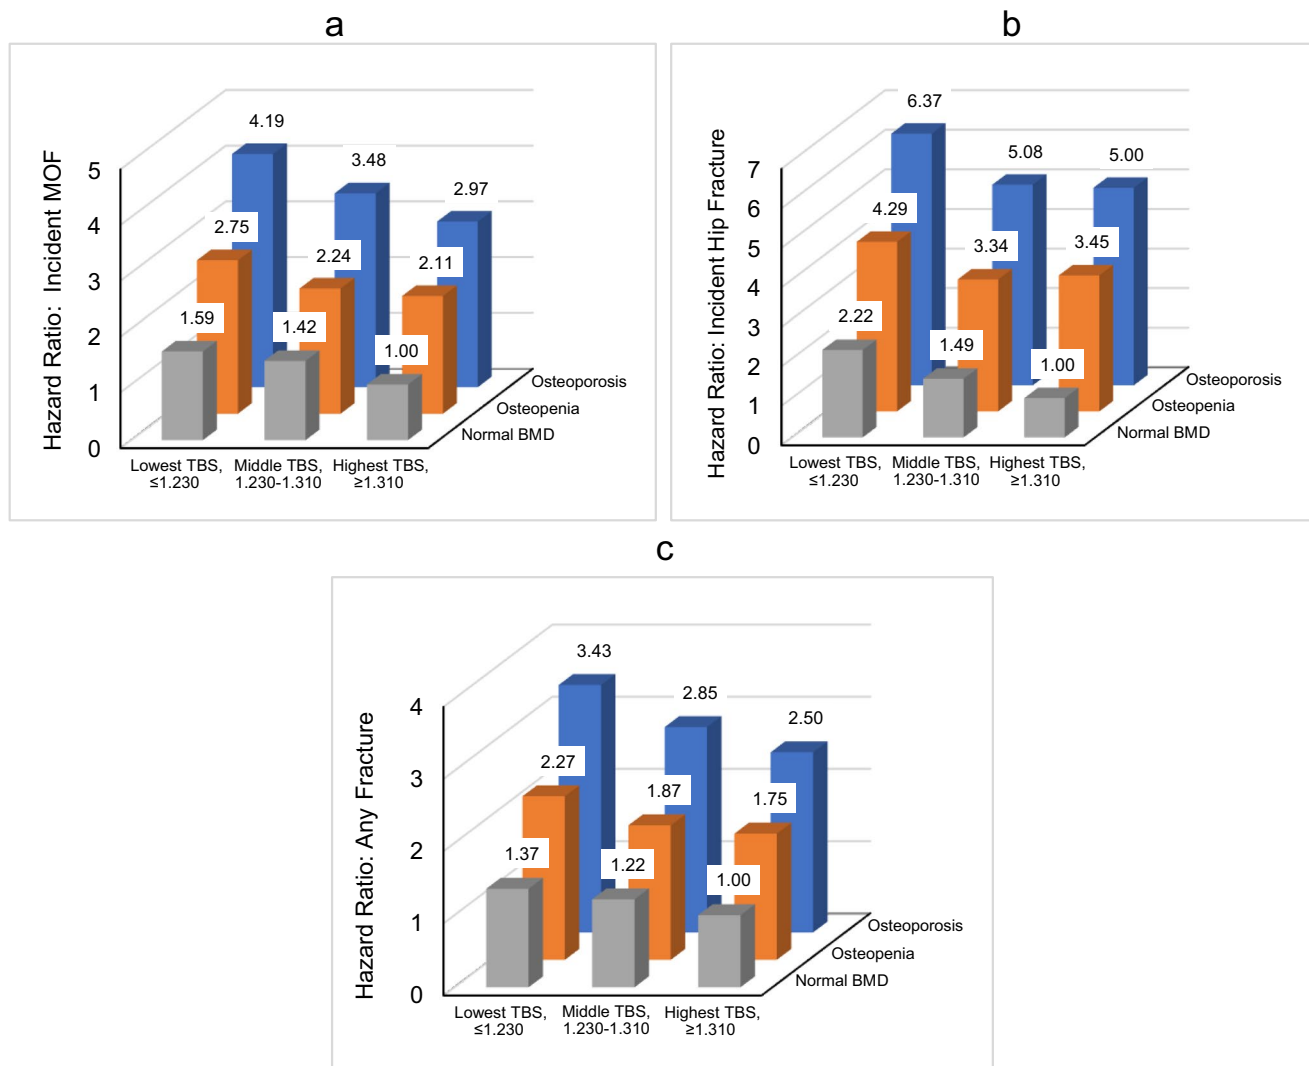 a
Hazard Ratio: Incident MOF
5
4
3
2
1
0
4.19
3.48
2.97
2.75
2.24
2.11
1.59
1.42
1.00
Osteoporosis
Osteopenia
Normal BMD
Lowest TBS,
≤1.230
Middle TBS,
1.230-1.310
Highest TBS,
≥1.310
b
Hazard Ratio: Incident Hip Fracture
7
6
5
4
3
2
1
0
6.37
5.08
5.00
4.29
3.34
3.45
2.22
1.49
1.00
Osteoporosis
Osteopenia
Normal BMD
Lowest TBS,
≤1.230
Middle TBS,
1.230-1.310
Highest TBS,
≥1.310
c
Hazard Ratio: Any Fracture
4
3
2
1
0
3.43
2.85
2.50
2.27
1.87
1.75
1.37
1.22
1.00
Osteoporosis
Osteopenia
Normal BMD
Lowest TBS,
≤1.230
Middle TBS,
1.230-1.310
Highest TBS,
≥1.310